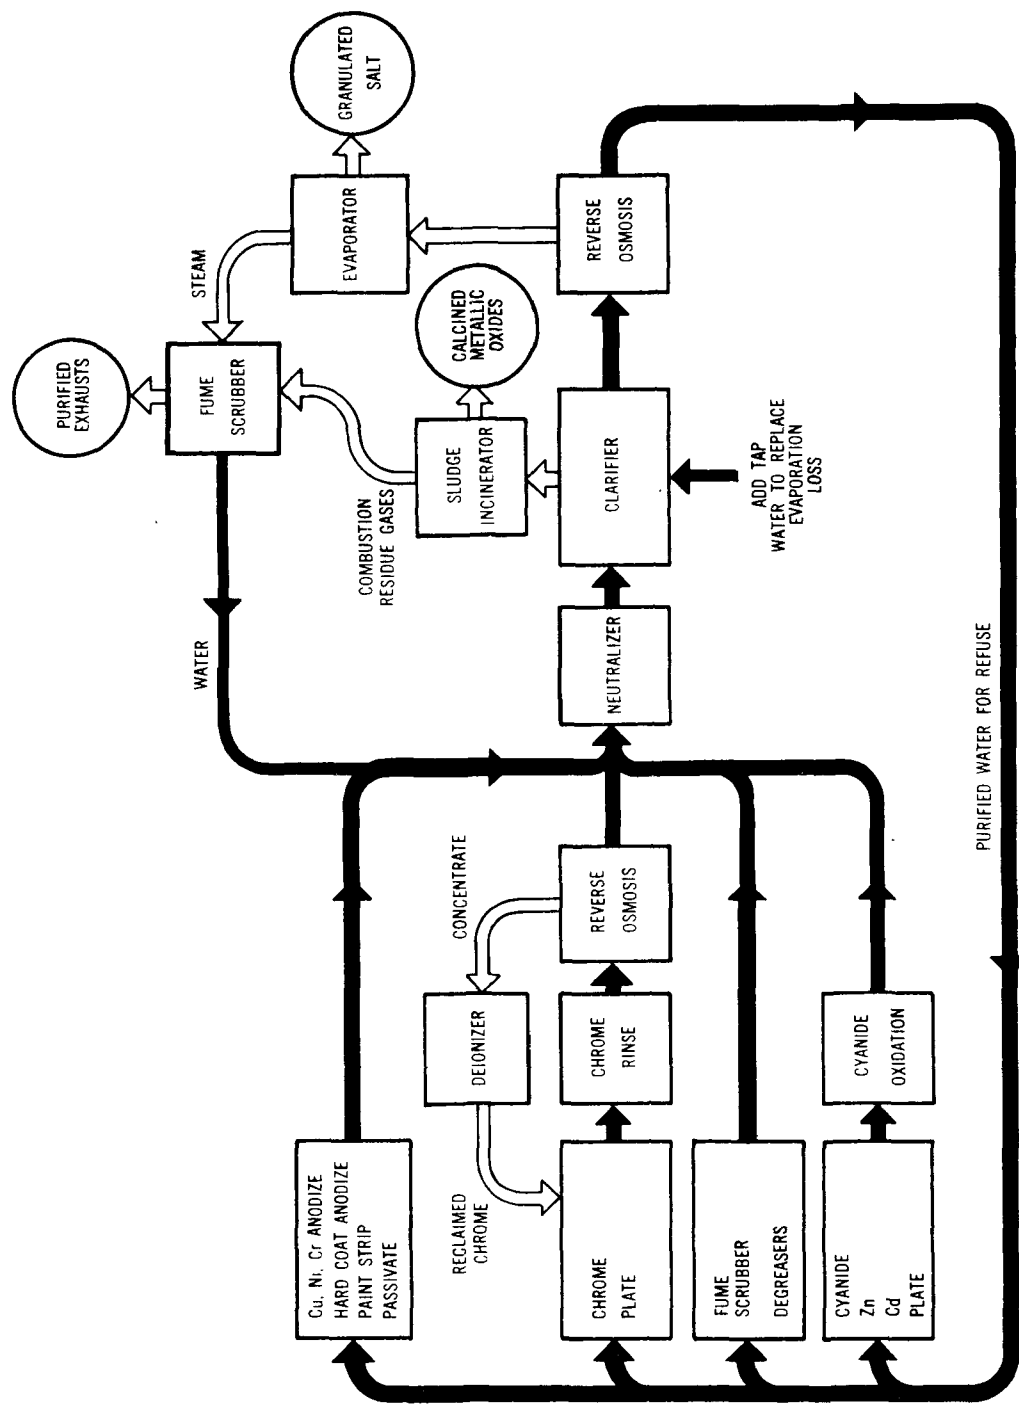 PURIFIED
EXHAUSTS
FUME
SCRUBBER
STEAM
EVAPORATOR
GRANULATED
SALT
WATER
COMBUSTION
RESIDUE GASES
SLUDGE
INCINERATOR
CALCINED
METALLIC
OXIDES
Cu, Ni, Cr ANODIZE
HARD COAT ANODIZE
PAINT STRIP
PASSIVATE
RECLAIMED
CHROME
DEIONIZER
CONCENTRATE
CHROME
PLATE
CHROME
RINSE
REVERSE
OSMOSIS
NEUTRALIZER
CLARIFIER
REVERSE
OSMOSIS
ADD TAP
WATER TO REPLACE
EVAPORATION
LOSS
FUME
SCRUBBER
DEGREASERS
CYANIDE
Zn
Cd
PLATE
CYANIDE
OXIDATION
PURIFIED WATER FOR REFUSE